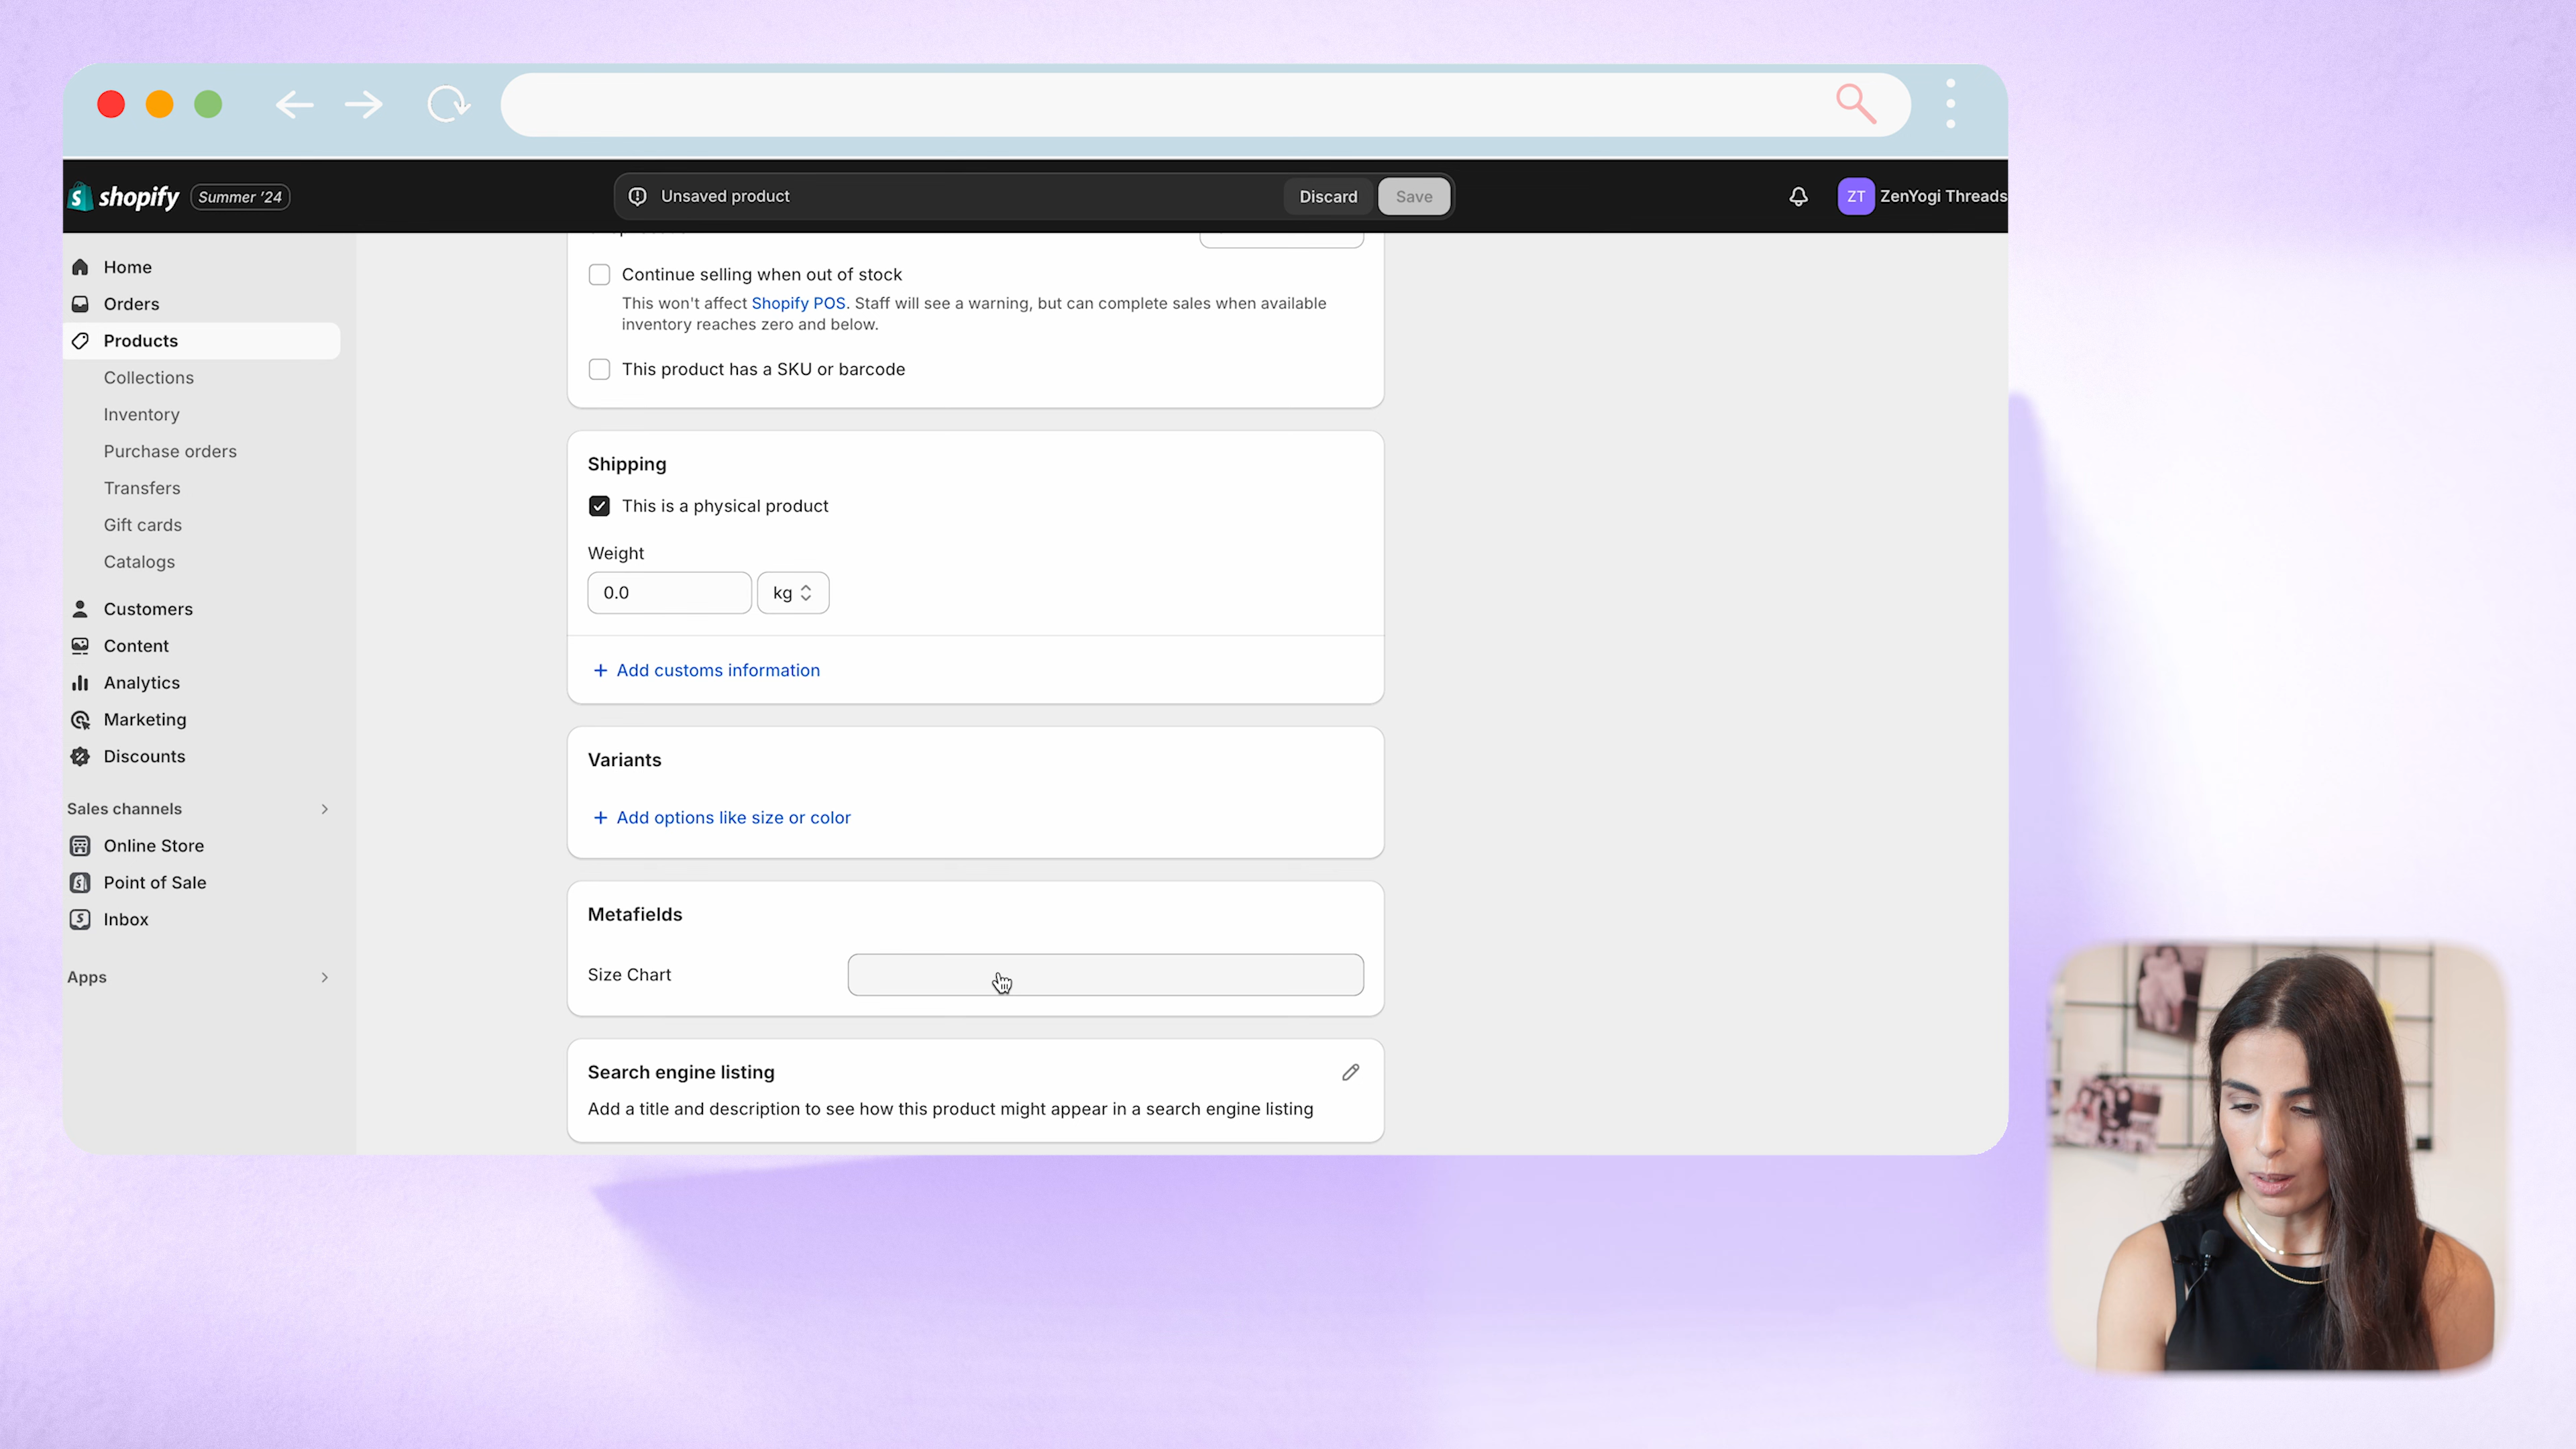 shopify Summer '24
Unsaved product
Discard
Save
ZT ZenYogi Threads
Home
Orders
Products
Collections
Inventory
Purchase orders
Transfers
Gift cards
Catalogs
Customers
Content
Analytics
Marketing
Discounts
Sales channels
Online Store
Point of Sale
Inbox
Apps
Continue selling when out of stock
This won't affect Shopify POS. Staff will see a warning, but can complete sales when available
inventory reaches zero and below.
This product has a SKU or barcode
Shipping
This is a physical product
Weight
0.0
kg
+ Add customs information
Variants
+ Add options like size or color
Metafields
Size Chart
Search engine listing
Add a title and description to see how this product might appear in a search engine listing